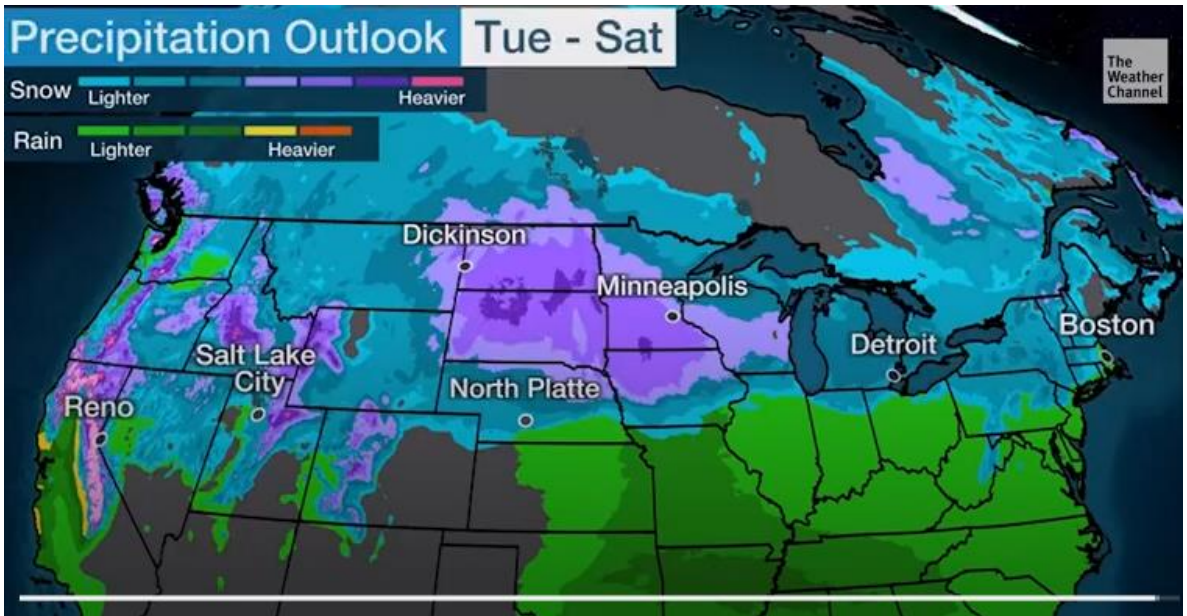 Precipitation Outlook Tue - Sat
Snow
Lighter Heavier
Rain
Lighter Heavier
The
Weather
Channel
Dickinson
Minneapolis
Boston
Detroit
Salt Lake
City
North Platte
Reno